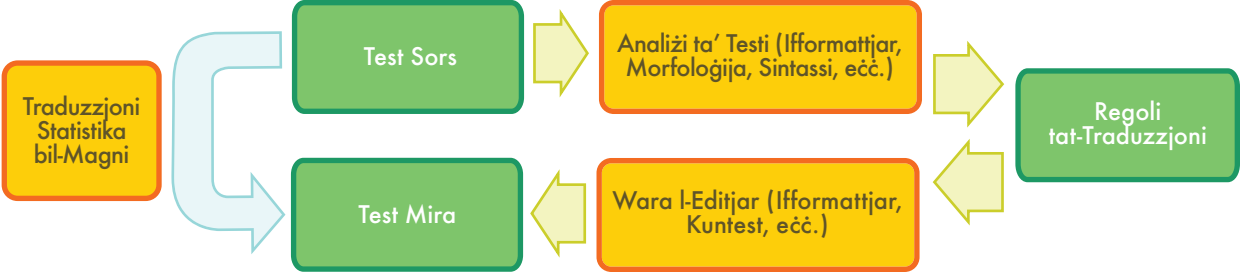 Traduzzjoni
Statistika
bil-Magni
Test Sors
Analiżi ta’ Testi (Ifformattjar,
Morfoloġija, Sintassi, eċċ.)
Regoli
tat-Traduzzjoni
Wara l-Editjar (Ifformattjar,
Kuntest, eċċ.)
Test Mira